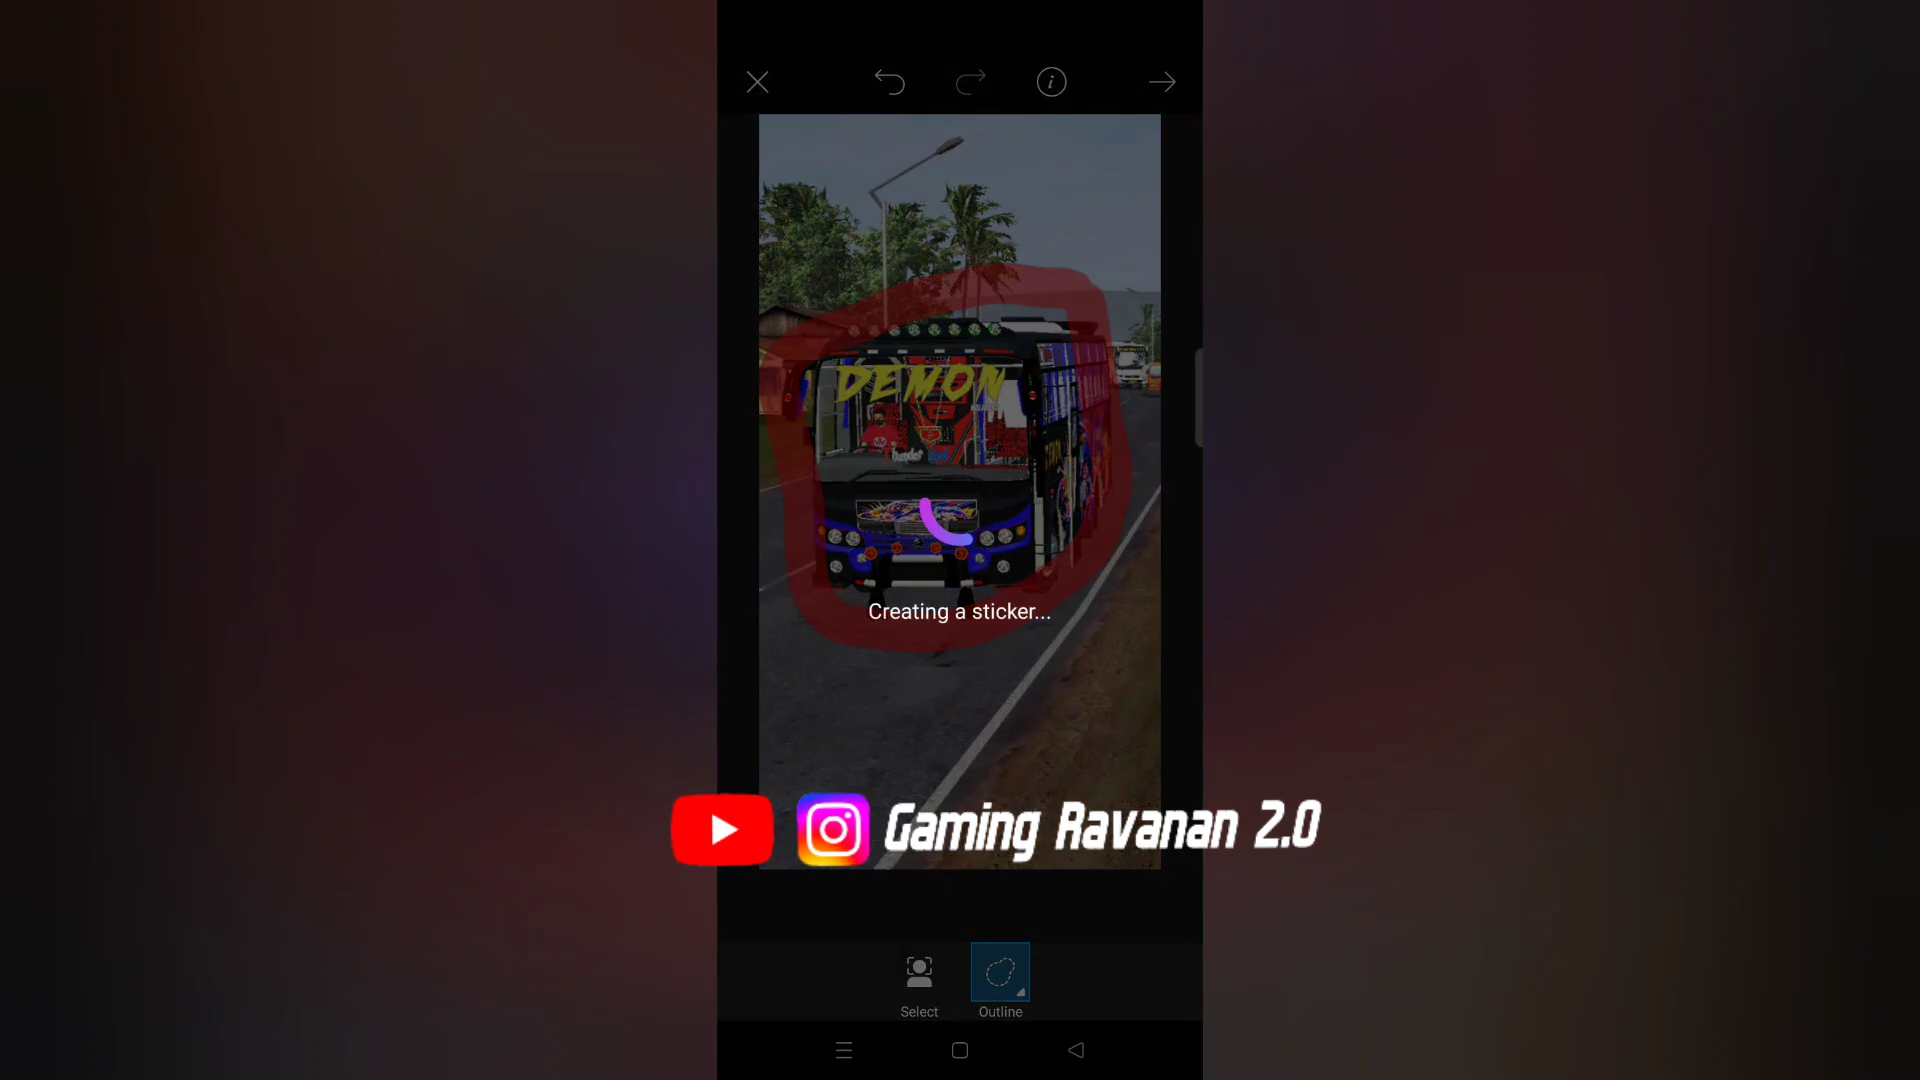 DEMON
Creating a sticker...
Gaming Ravanan 2.0
Select
Outline